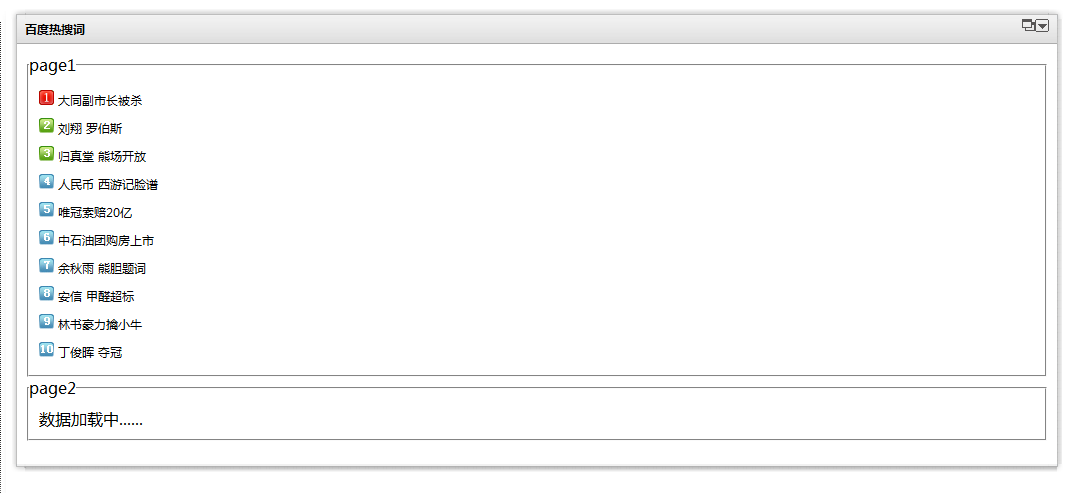 百度热搜词
page1
1 大同副市长被杀
2 刘翔 罗伯斯
3 归真堂 熊场开放
4 人民币 西游记脸谱
5 唯冠索赔20亿
6 中石油团购房上市
7 余秋雨 熊胆题词
8 安信 甲醛超标
9 林书豪力擒小牛
10 丁俊晖 夺冠
page2
数据加载中......